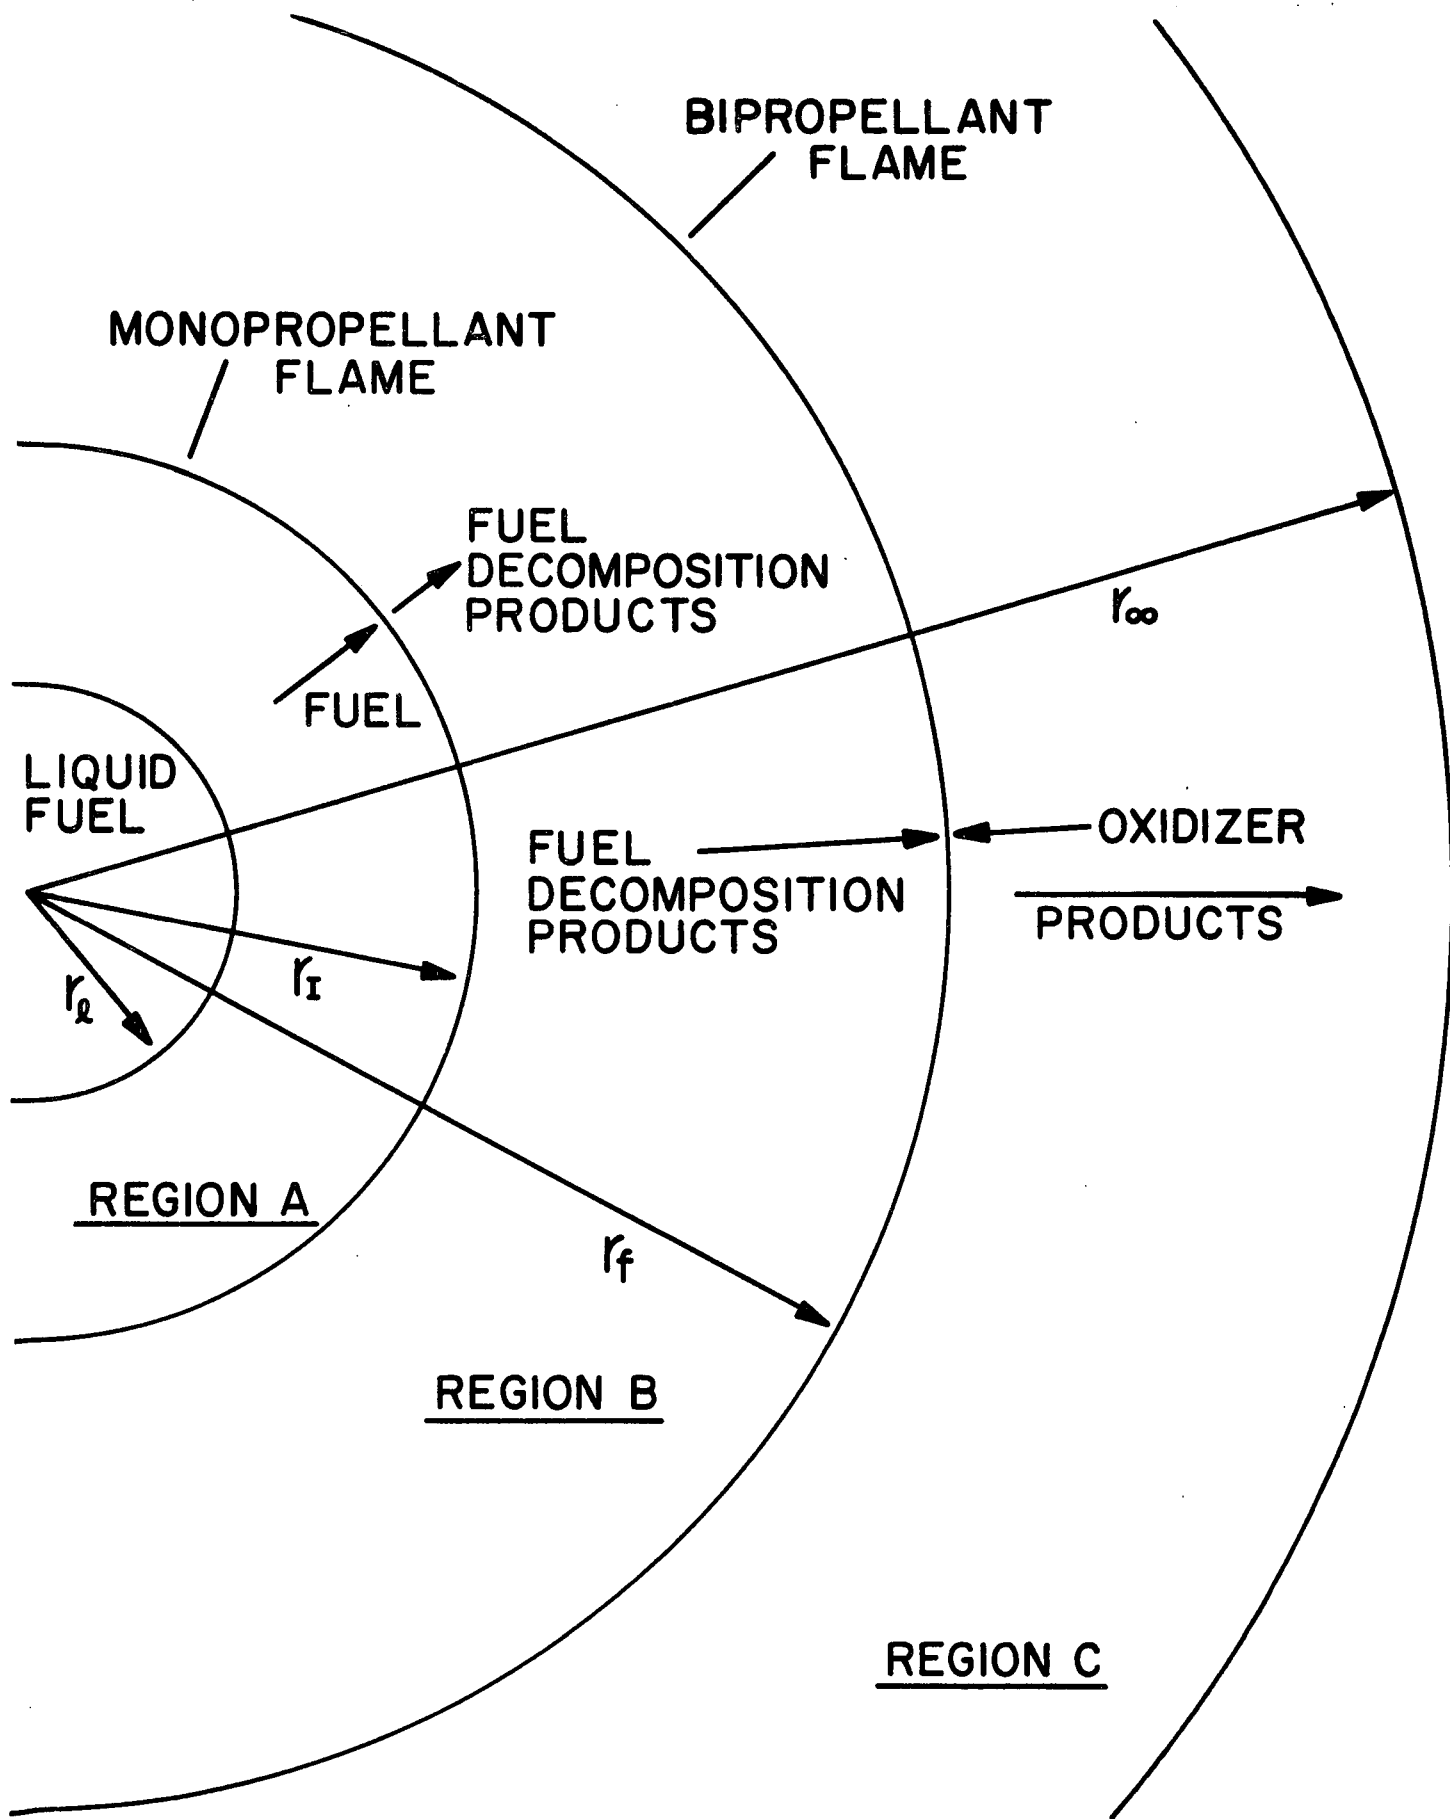 BIPROPELLANT
FLAME
MONOPROPELLANT
FLAME
FUEL
DECOMPOSITION
PRODUCTS
r∞
FUEL
LIQUID
FUEL
OXIDIZER
FUEL
DECOMPOSITION
PRODUCTS
PRODUCTS
rI
rℓ
REGION A
rf
REGION B
REGION C